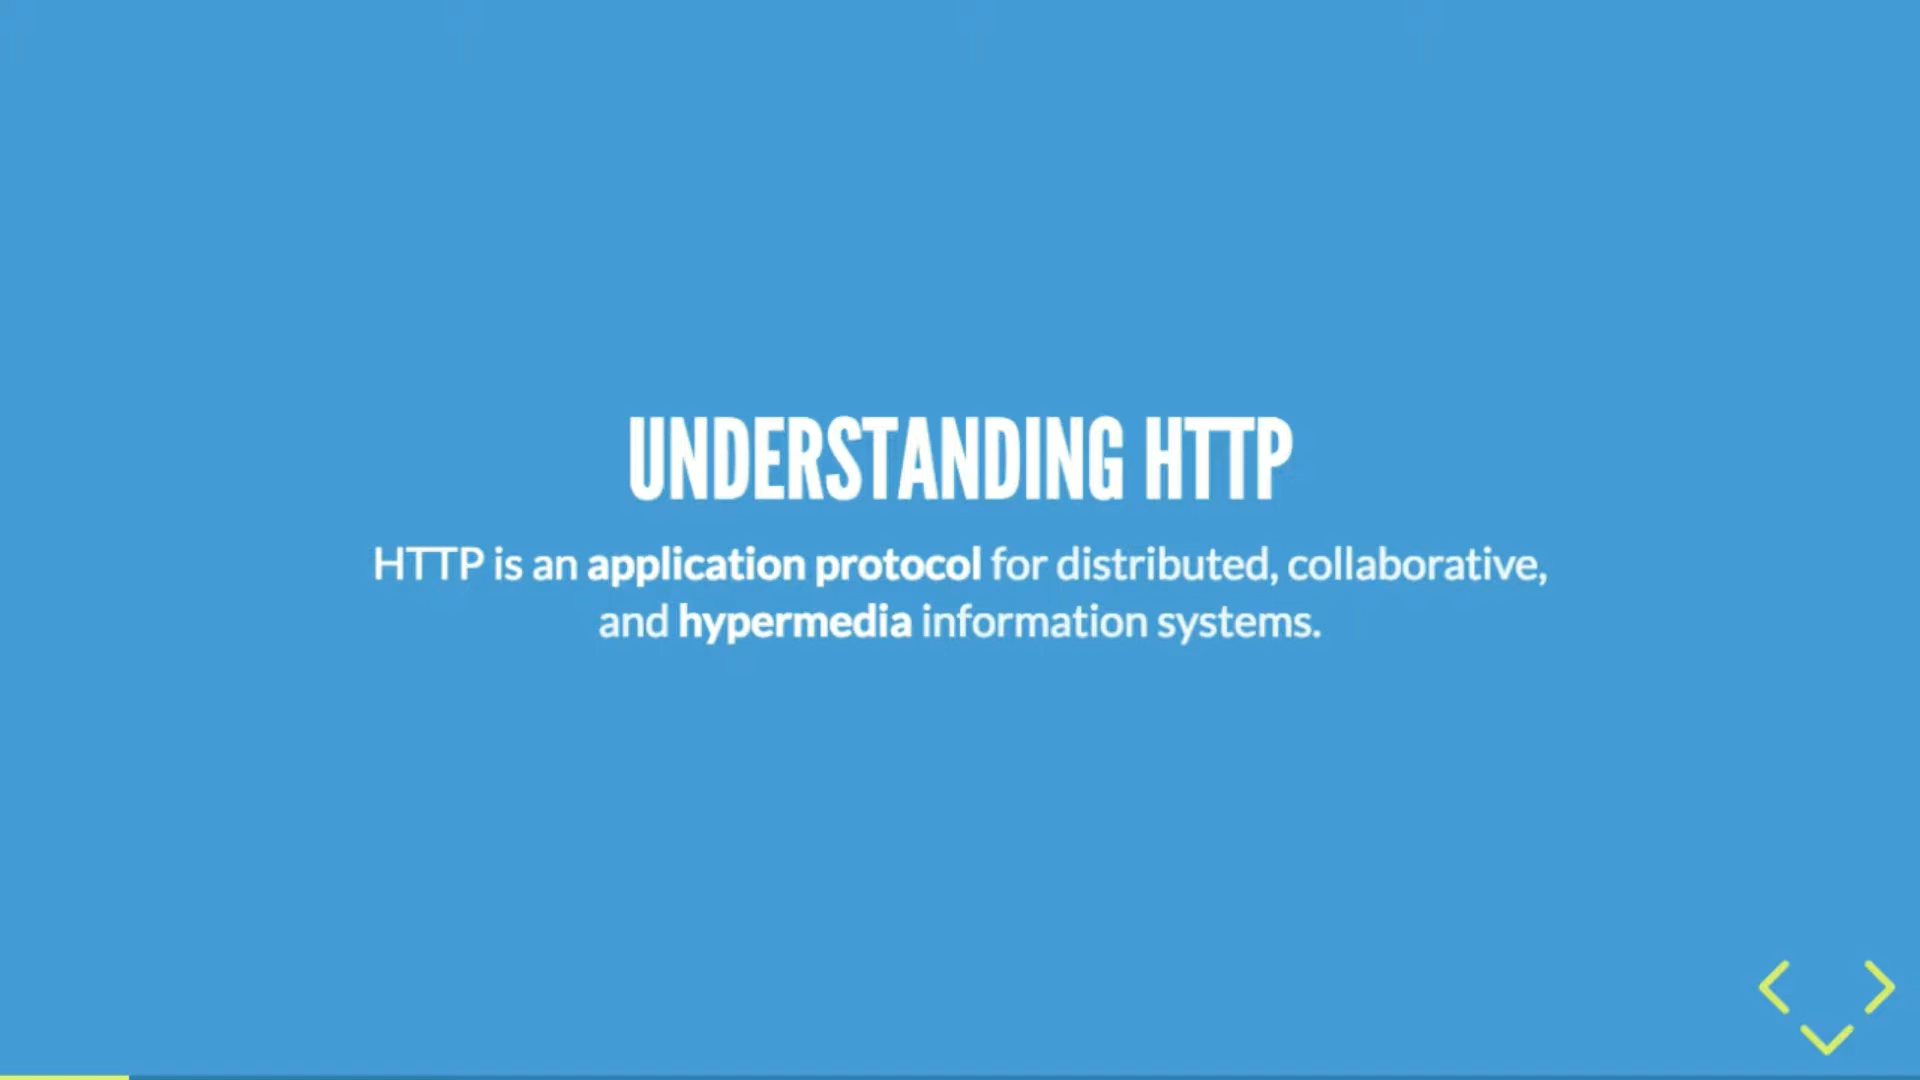 UNDERSTANDING HTTP
HTTP is an application protocol for distributed, collaborative,
and hypermedia information systems.